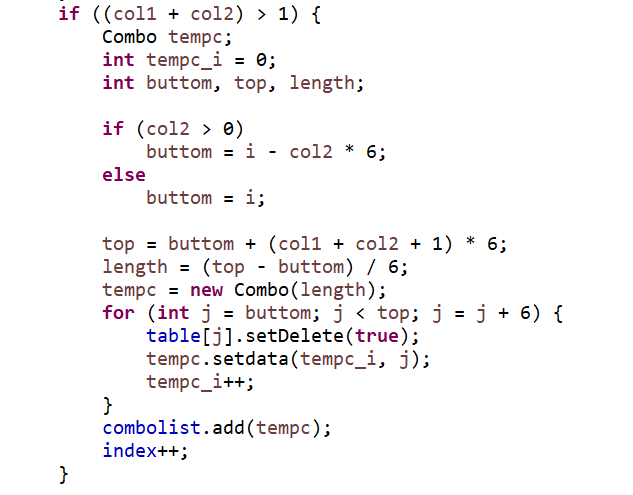 if ((col1 + col2) > 1) {
    Combo tempc;
    int tempc_i = 0;
    int buttom, top, length;

    if (col2 > 0)
        buttom = i - col2 * 6;
    else
        buttom = i;

    top = buttom + (col1 + col2 + 1) * 6;
    length = (top - buttom) / 6;
    tempc = new Combo(length);
    for (int j = buttom; j < top; j = j + 6) {
        table[j].setDelete(true);
        tempc.setdata(tempc_i, j);
        tempc_i++;
    }
    combolist.add(tempc);
    index++;
}